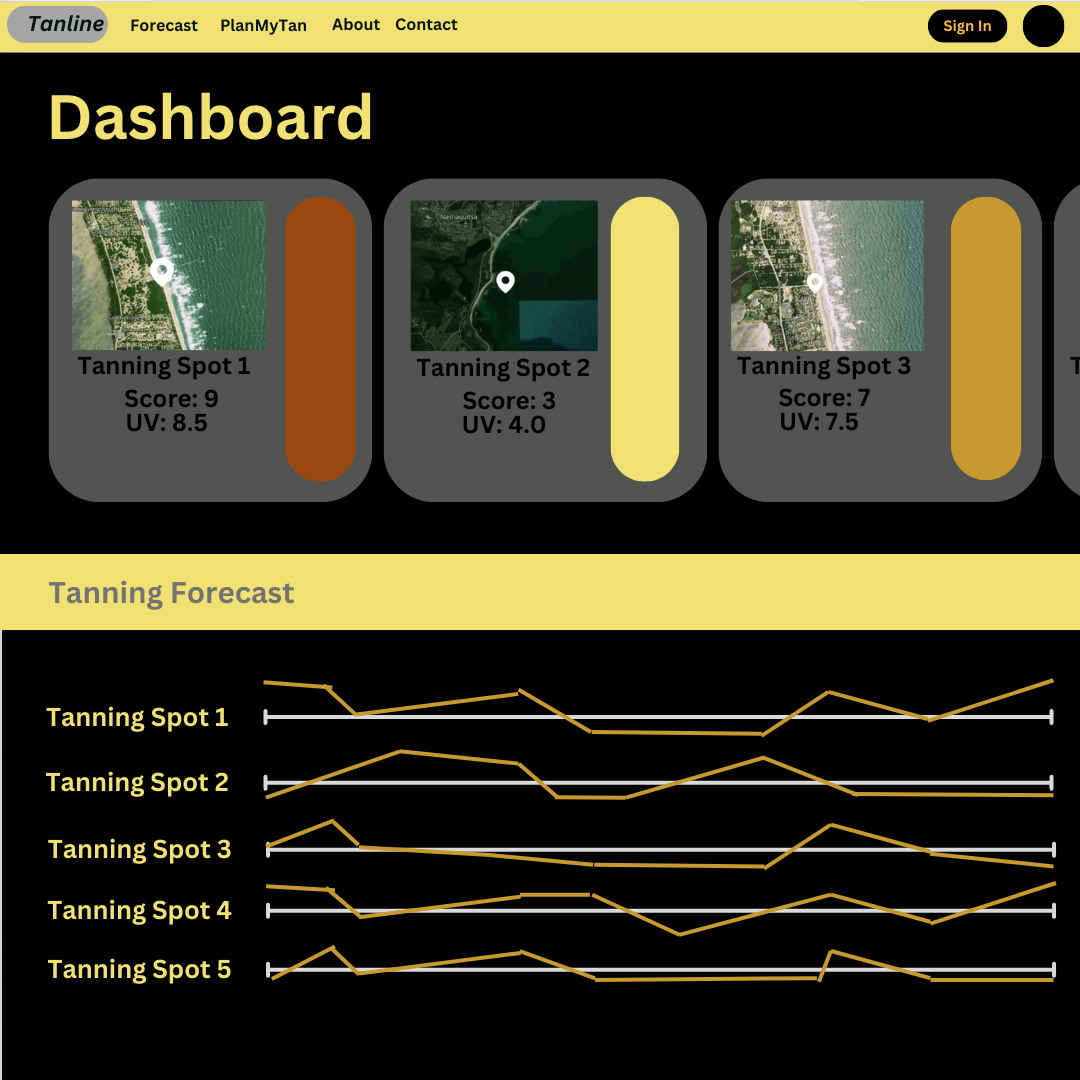 Tanline
Forecast
PlanMyTan
About
Contact
Sign In
Dashboard
Nashaquitsa
Tanning Spot 1
Score: 9
UV: 8.5
Tanning Spot 2
Score: 3
UV: 4.0
Tanning Spot 3
Score: 7
UV: 7.5
T
Tanning Forecast
Tanning Spot 1
Tanning Spot 2
Tanning Spot 3
Tanning Spot 4
Tanning Spot 5